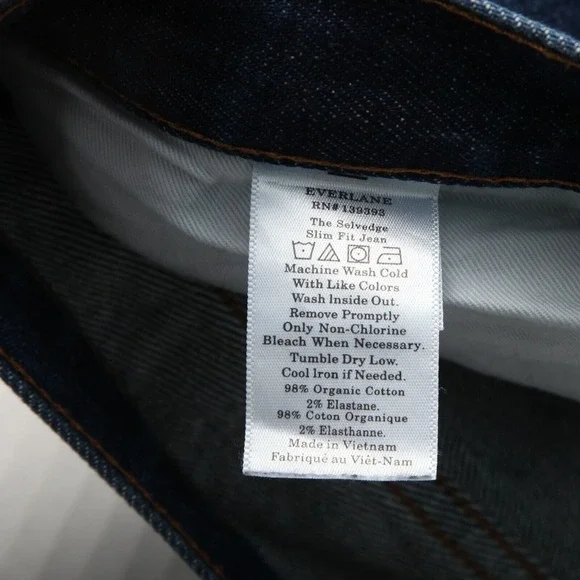 EVERLANE
RN# 139393
The Selvedge
Slim Fit Jean
Machine Wash Cold
With Like Colors
Wash Inside Out.
Remove Promptly
Only Non-Chlorine
Bleach When Necessary.
Tumble Dry Low.
Cool Iron if Needed.
98% Organic Cotton
2% Elastane.
98% Coton Organique
2% Elasthanne.
Made in Vietnam
Fabriqué au Việt-Nam